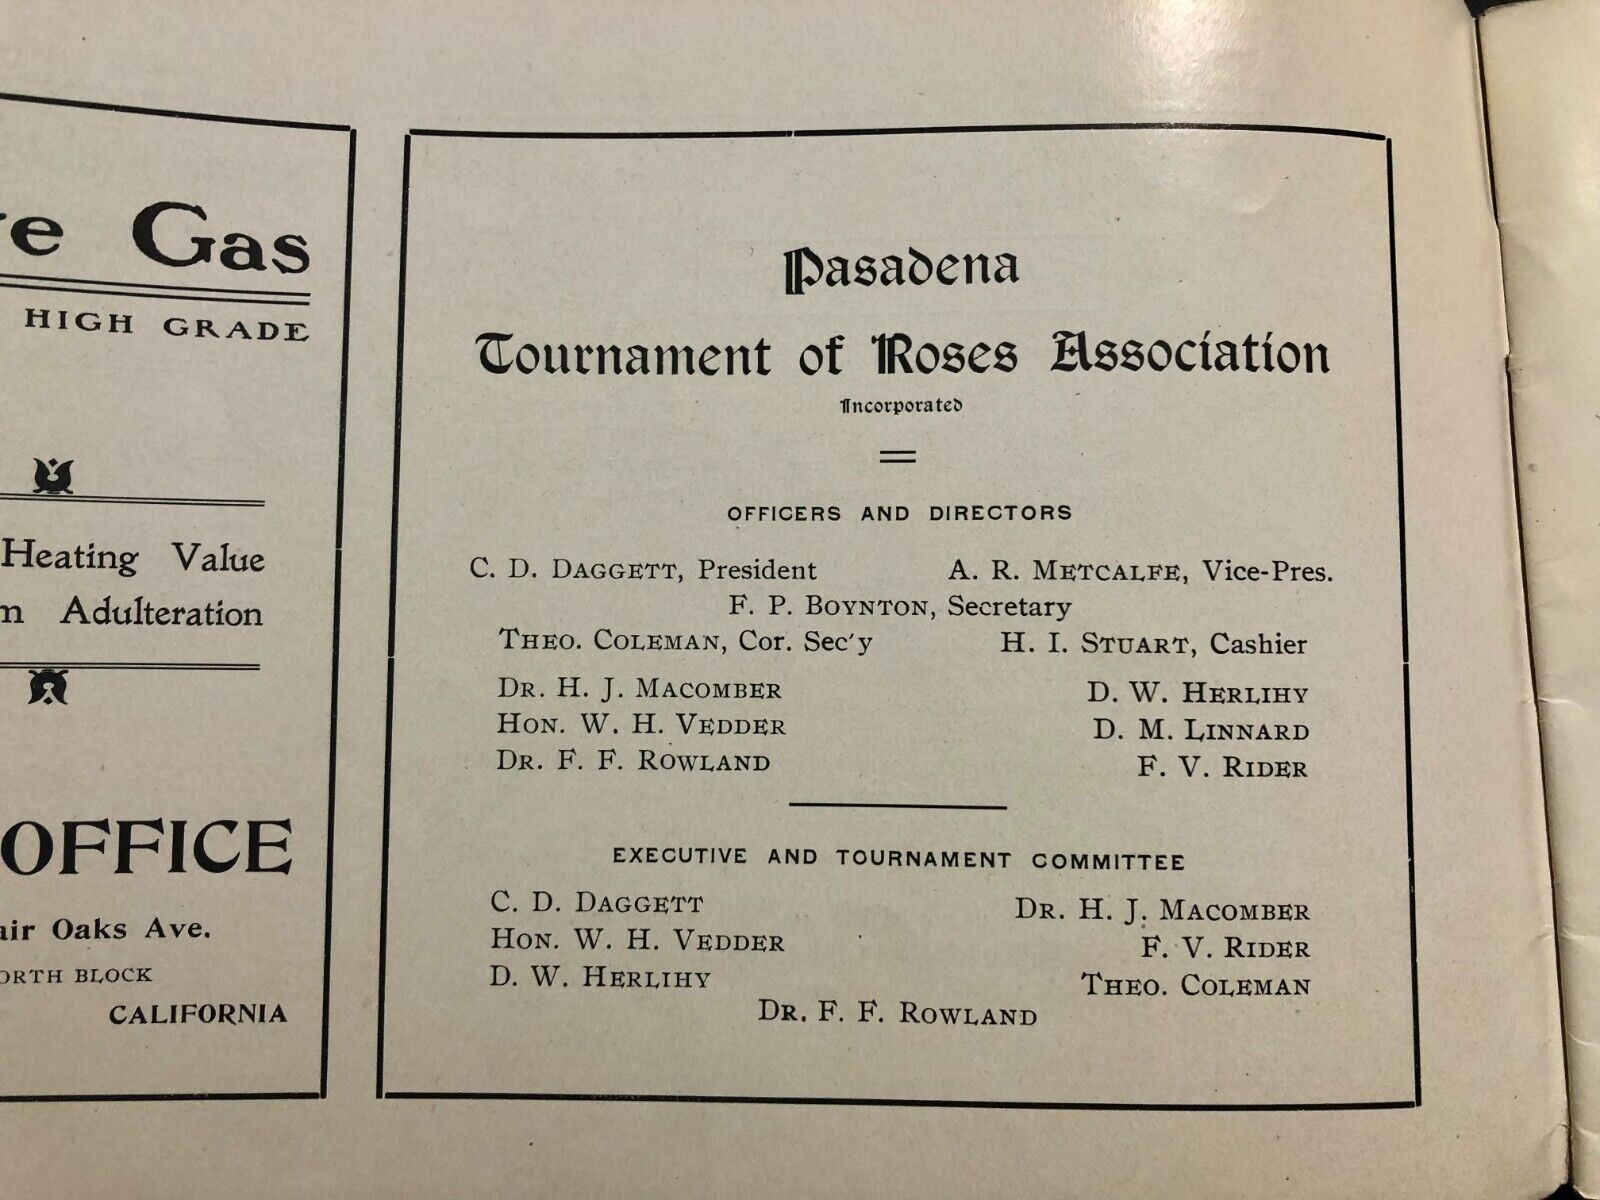 Gas
HIGH GRADE
Heating Value
Adulteration
OFFICE
Oaks Ave.
BLOCK
CALIFORNIA
Pasadena
Tournament of Roses Association
Incorporated
OFFICERS AND DIRECTORS
C. D. DAGGETT, President A. R. METCALFE, Vice-Pres.
F. P. BOYNTON, Secretary
THEO. COLEMAN, Cor. Sec'y H. I. STUART, Cashier
DR. H. J. MACOMBER D. W. HERLIHY
HON. W. H. VEDDER D. M. LINNARD
DR. F. F. ROWLAND F. V. RIDER
EXECUTIVE AND TOURNAMENT COMMITTEE
C. D. DAGGETT DR. H. J. MACOMBER
HON. W. H. VEDDER F. V. RIDER
D. W. HERLIHY THEO. COLEMAN
DR. F. F. ROWLAND